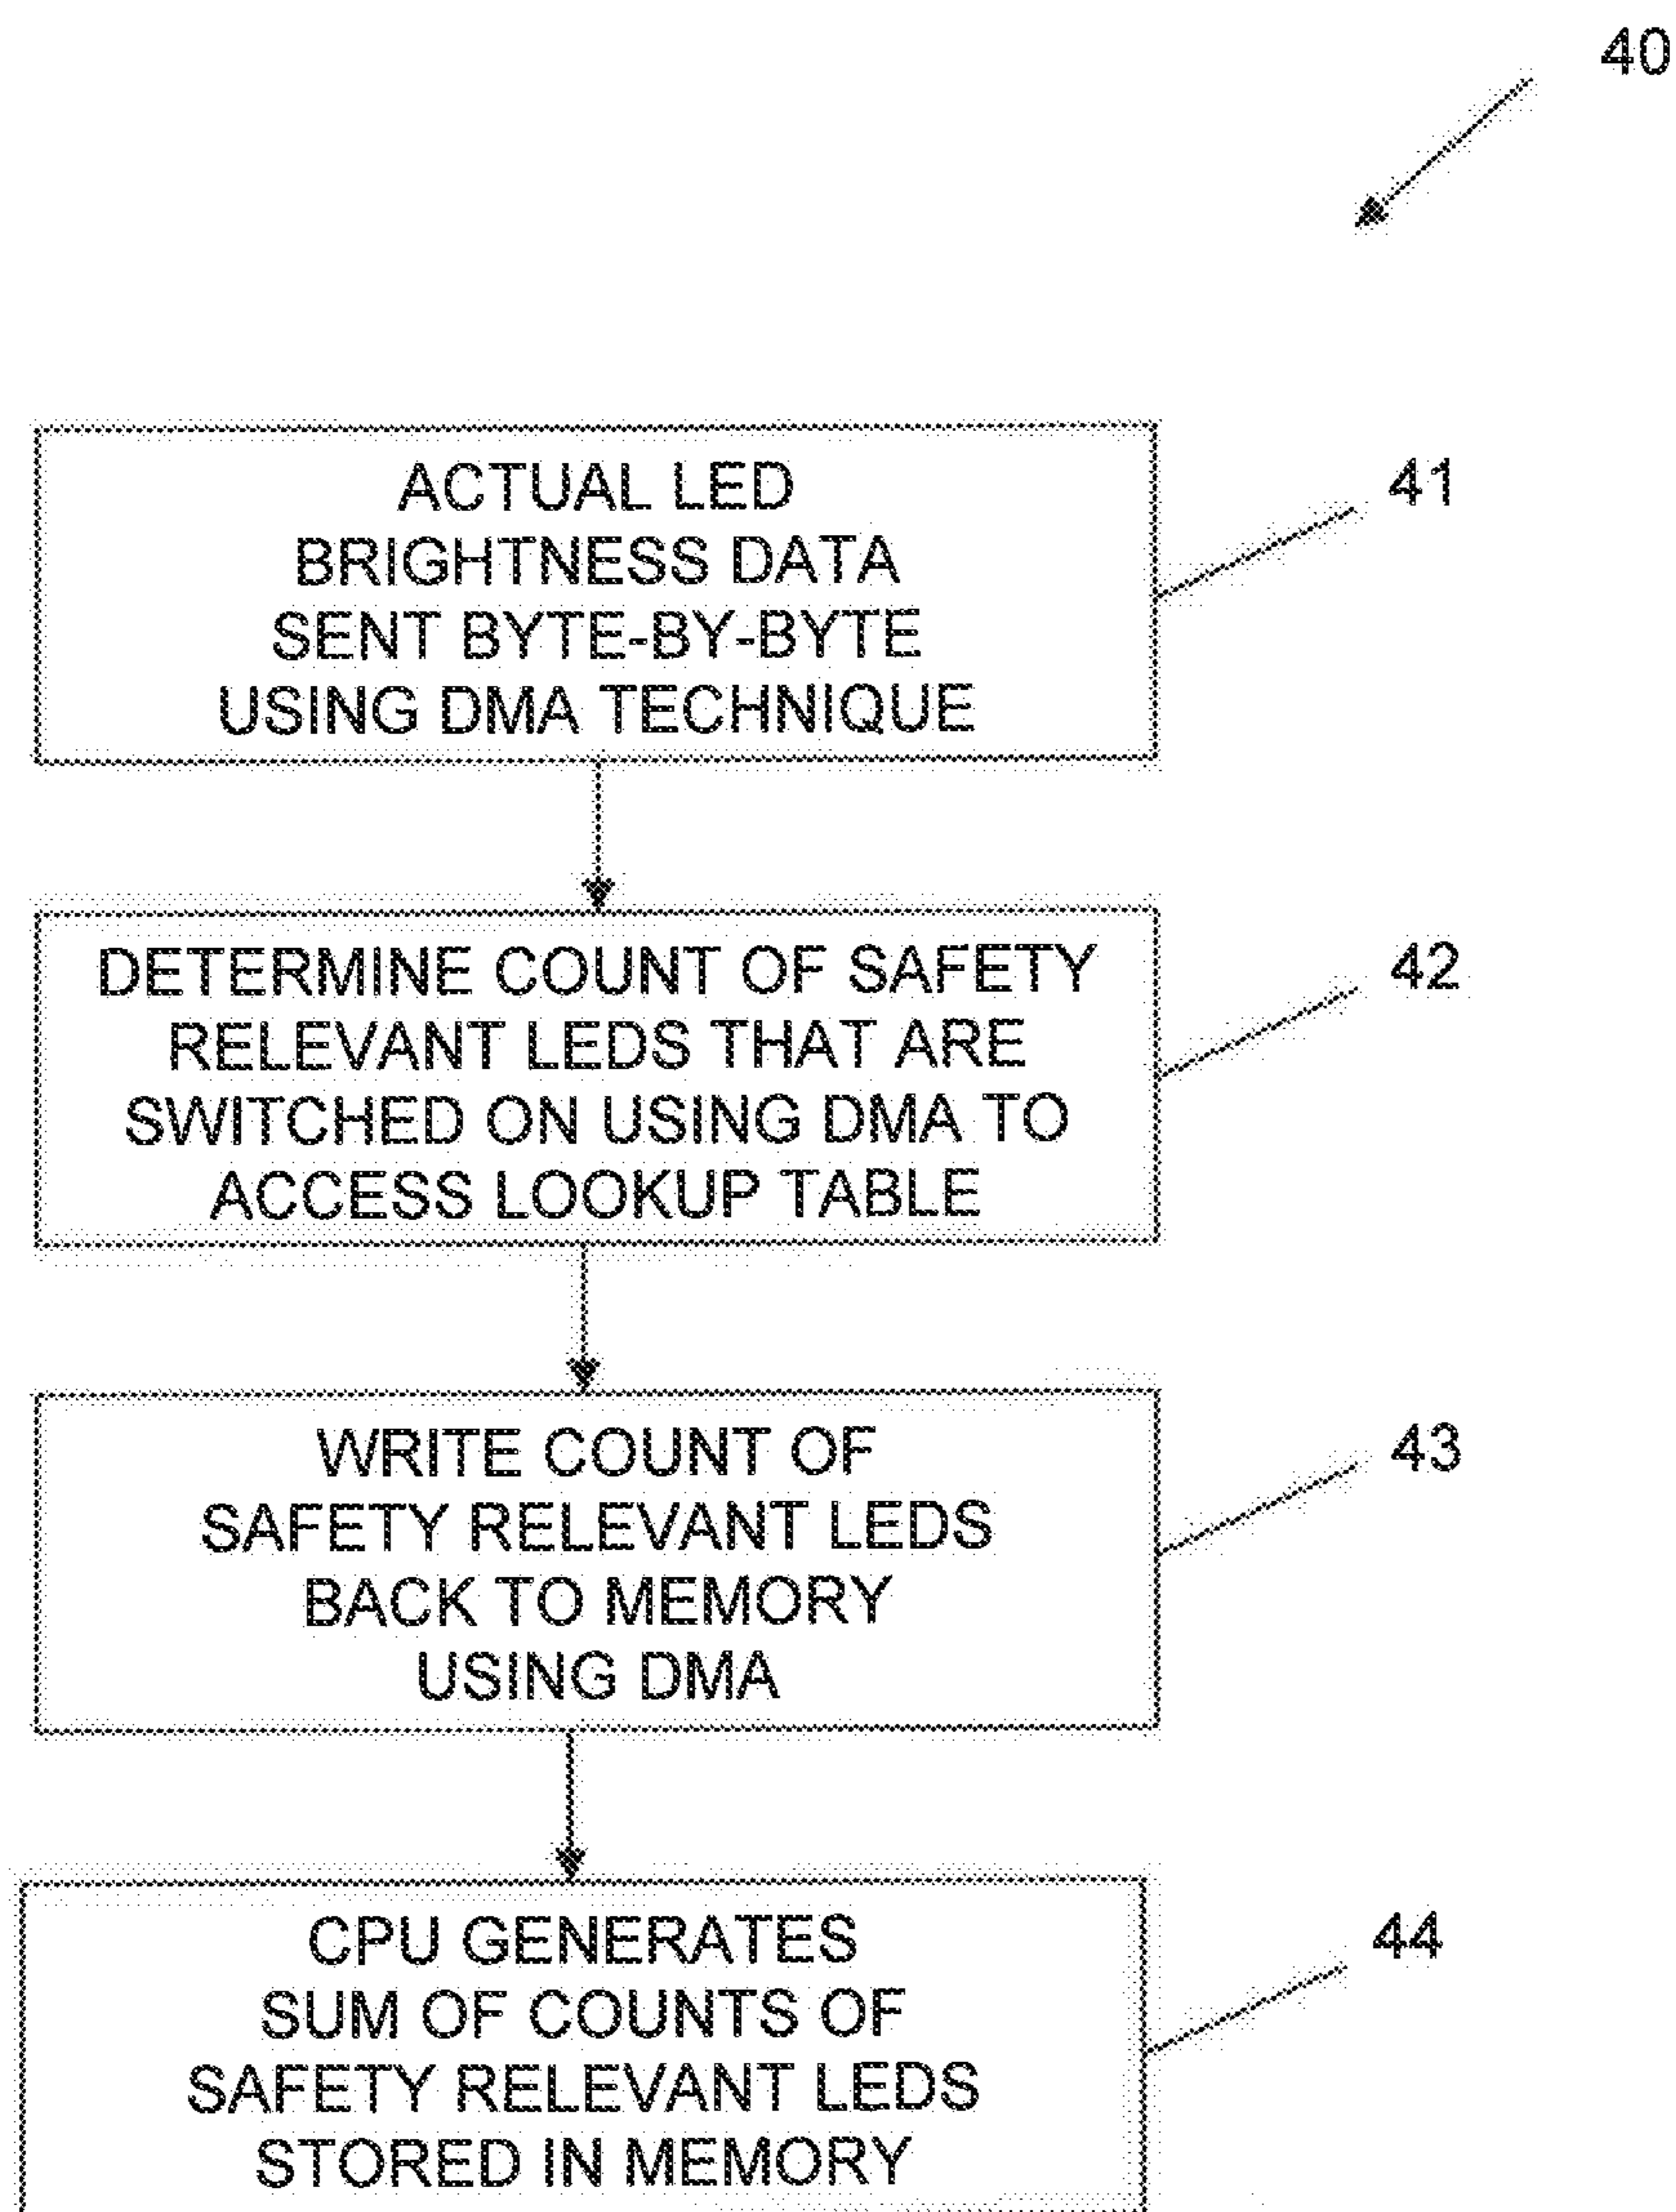 40
ACTUAL LED
BRIGHTNESS DATA
SENT BYTE-BY-BYTE
USING DMA TECHNIQUE
41
DETERMINE COUNT OF SAFETY
RELEVANT LEDS THAT ARE
SWITCHED ON USING DMA TO
ACCESS LOOKUP TABLE
42
WRITE COUNT OF
SAFETY RELEVANT LEDS
BACK TO MEMORY
USING DMA
43
CPU GENERATES
SUM OF COUNTS OF
SAFETY RELEVANT LEDS
STORED IN MEMORY
44